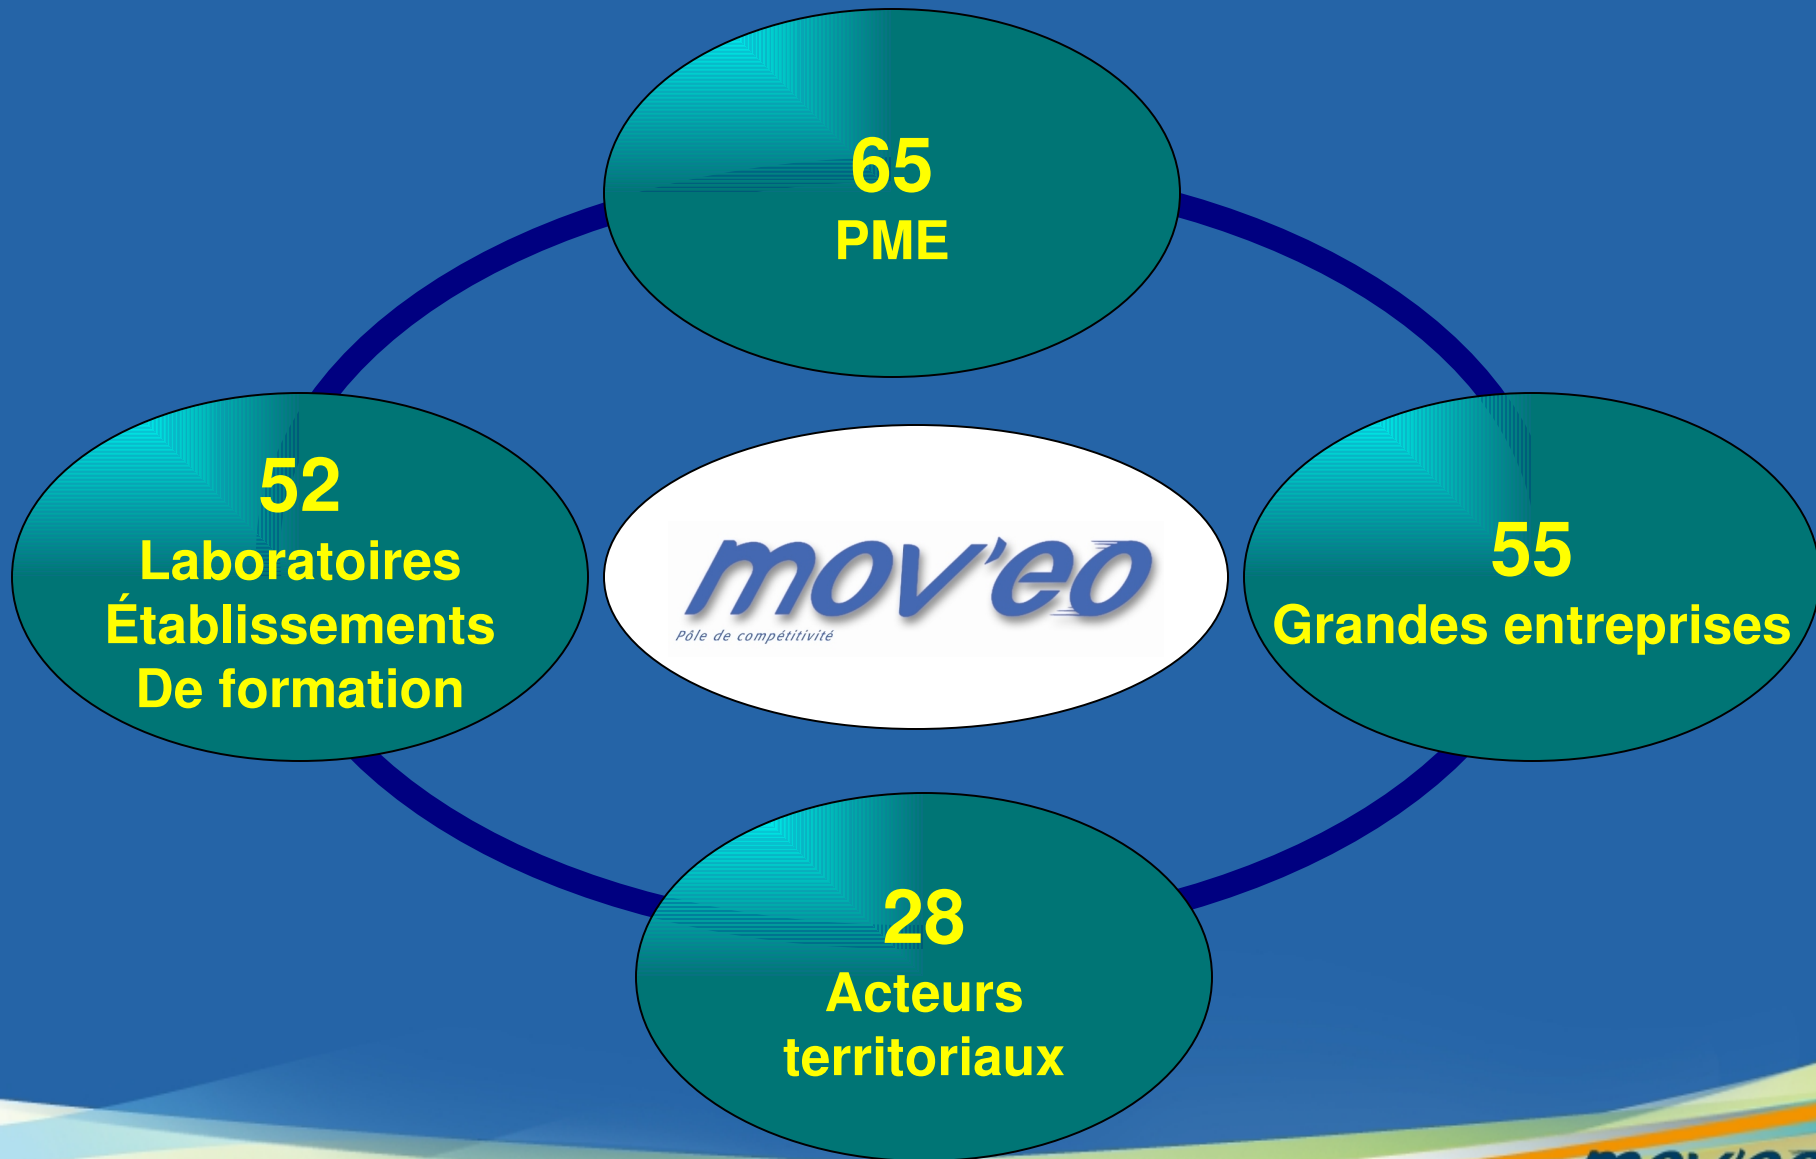 65
PME
52
Laboratoires
Établissements
De formation
mov'eo
Pôle de compétitivité
55
Grandes entreprises
28
Acteurs
territoriaux